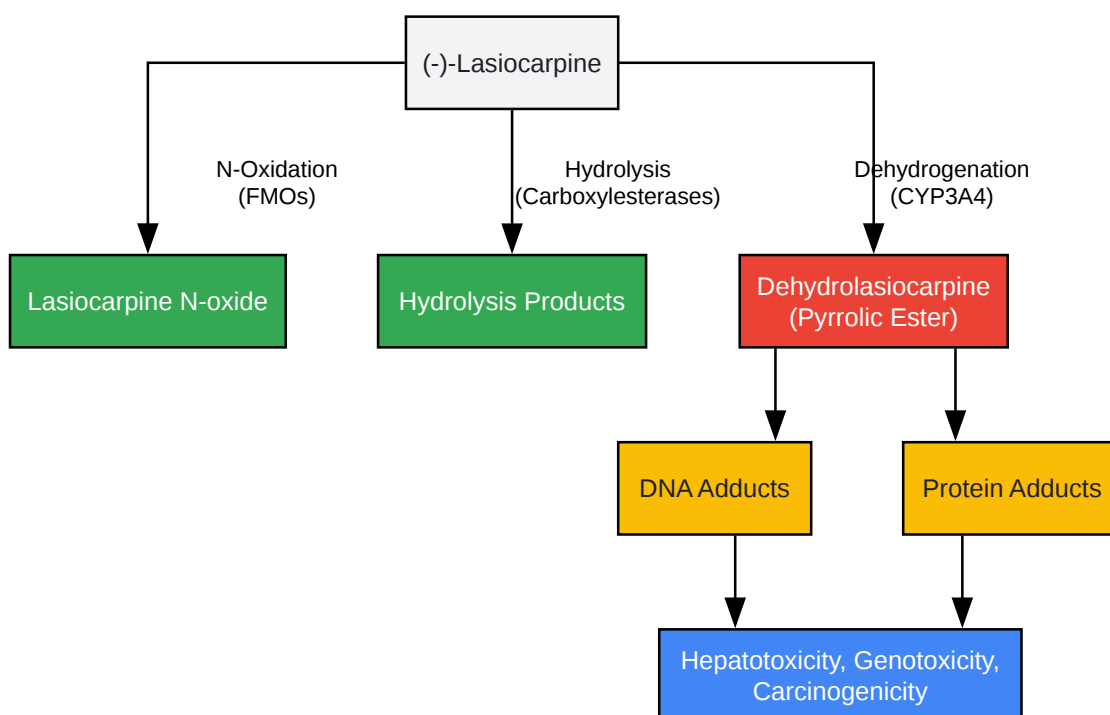 (-)-Lasiocarpine
N-Oxidation
(FMOs)
Hydrolysis
(Carboxylesterases)
Dehydrogenation
(CYP3A4)
Lasiocarpine N-oxide
Hydrolysis Products
Dehydrolasiocarpine
(Pyrrolic Ester)
DNA Adducts
Protein Adducts
Hepatotoxicity, Genotoxicity,
Carcinogenicity